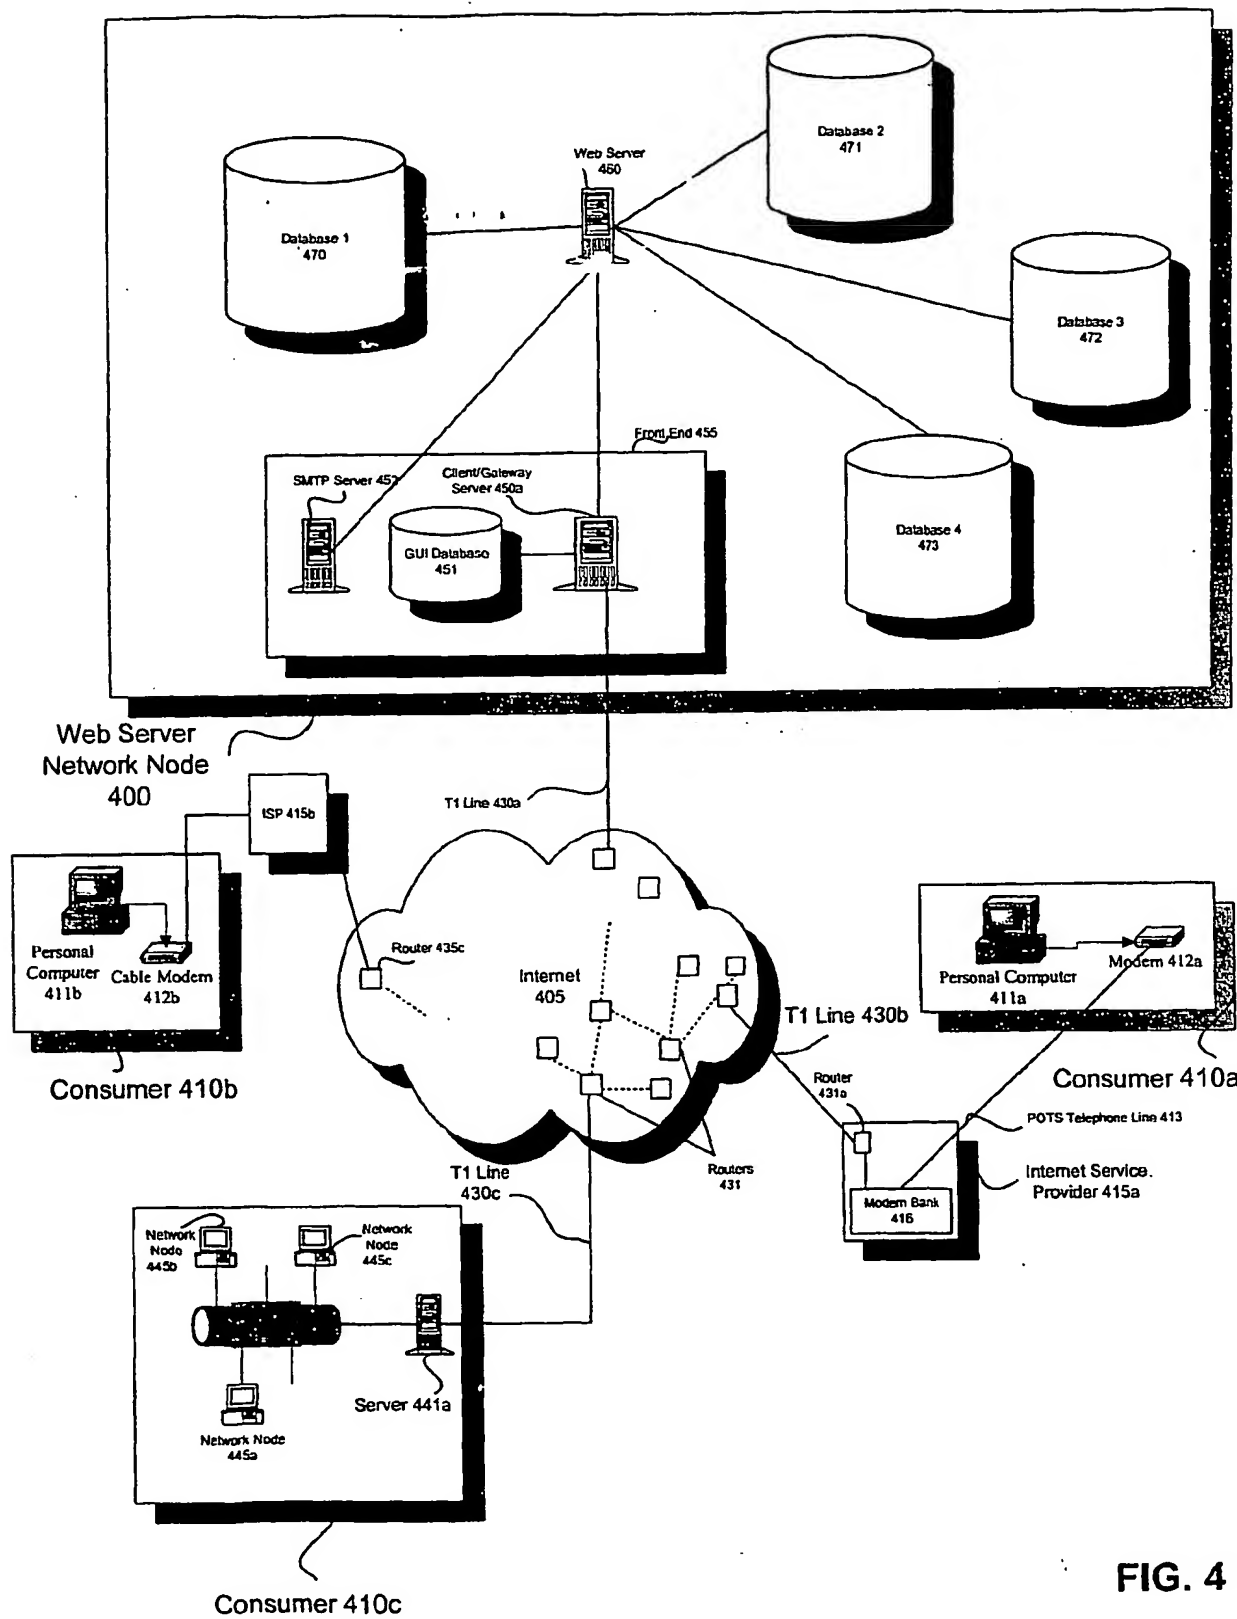 Database 2
471
Web Server
460
Database 1
470
Database 3
472
Front End 455
SMTP Server 452
Client/Gateway
Server 450a
GUI Database
451
Database 4
473
Web Server
Network Node
400
T1 Line 430a
ISP 415b
Personal
Computer
411b
Cable Modem
412b
Consumer 410b
Router 435c
Internet
405
Personal Computer
411a
Modem 412a
T1 Line 430b
Consumer 410a
Router
431a
POTS Telephone Line 413
Routers
431
Internet Service
Provider 415a
Modem Bank
416
T1 Line
430c
Network
Node
445b
Network
Node
445c
Server 441a
Network Node
445a
Consumer 410c
FIG. 4